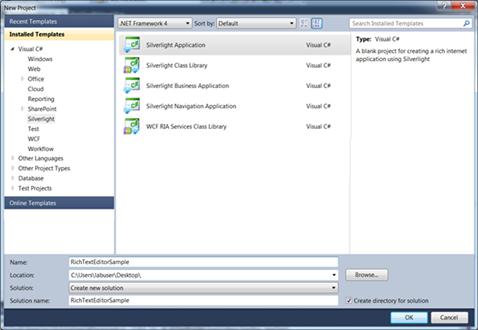 New Project
Recent Templates
Installed Templates
Visual C#
Windows
Web
Office
Cloud
Reporting
SharePoint
Silverlight
Test
WCF
Workflow
Other Languages
Other Project Types
Database
Test Projects
Online Templates
.NET Framework 4 Sort by: Default
Silverlight Application Visual C#
Silverlight Class Library Visual C#
Silverlight Business Application Visual C#
Silverlight Navigation Application Visual C#
WCF RIA Services Class Library Visual C#
Search Installed Templates
Type: Visual C#
A blank project for creating a rich internet
application using Silverlight
Name: RichTextEditorSample
Location: C:\Users\labuser\Desktop\, Browse...
Solution: Create new solution
Solution name: RichTextEditorSample Create directory for solution
OK Cancel